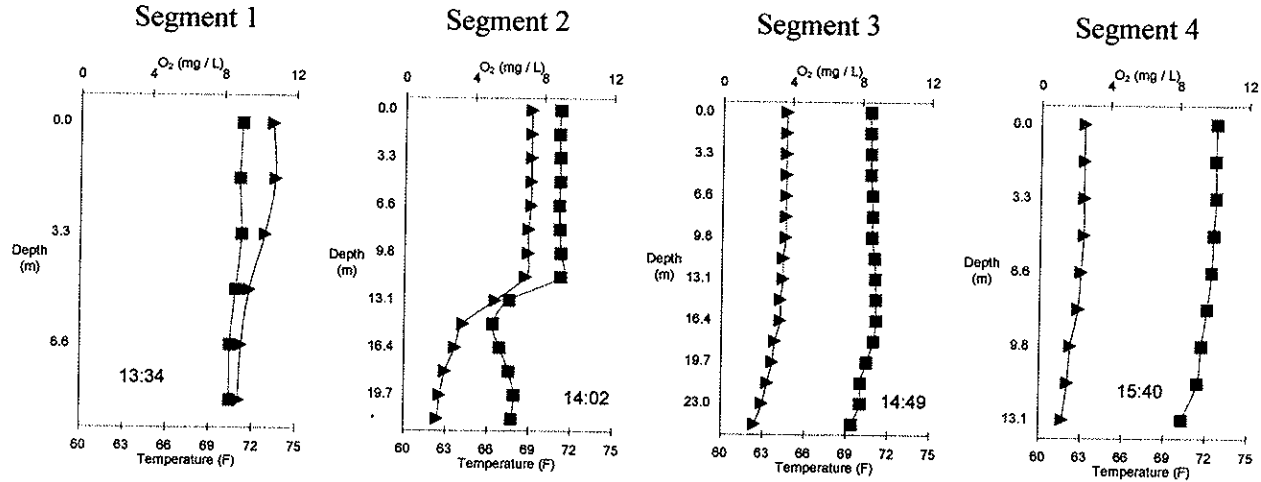 Segment 1
O₂ (mg / L)
0 4 8 12
0.0
3.3
Depth
(m)
6.6
13:34
60 63 66 69 72 75
Temperature (F)
Segment 2
O₂ (mg / L)
0 4 8 12
0.0
3.3
6.6
Depth
(m)
9.8
13.1
16.4
19.7
14:02
60 63 66 69 72 75
Temperature (F)
Segment 3
O₂ (mg / L)
0 4 8 12
0.0
3.3
6.6
Depth
(m)
9.8
13.1
16.4
19.7
23.0
14:49
60 63 66 69 72 75
Temperature (F)
Segment 4
O₂ (mg / L)
0 4 8 12
0.0
3.3
Depth
(m)
6.6
9.8
13.1
15:40
60 63 66 69 72 75
Temperature (F)